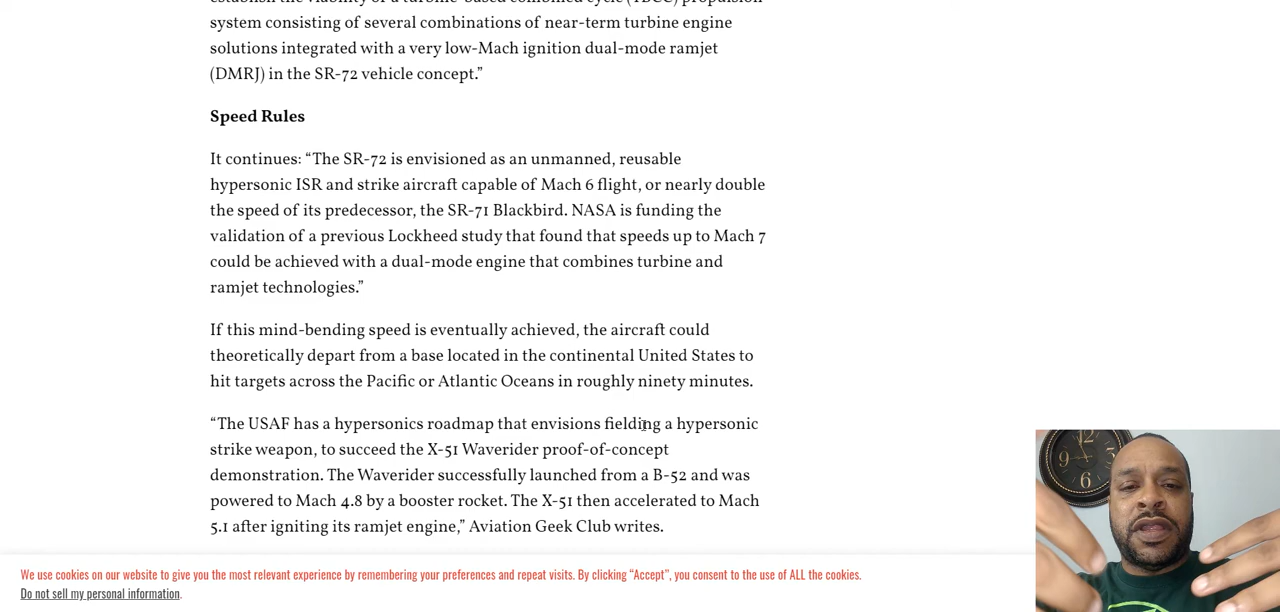 system consisting of several combinations of near-term turbine engine
solutions integrated with a very low-Mach ignition dual-mode ramjet
(DMRJ) in the SR-72 vehicle concept.”
Speed Rules
It continues: “The SR-72 is envisioned as an unmanned, reusable
hypersonic ISR and strike aircraft capable of Mach 6 flight, or nearly double
the speed of its predecessor, the SR-71 Blackbird. NASA is funding the
validation of a previous Lockheed study that found that speeds up to Mach 7
could be achieved with a dual-mode engine that combines turbine and
ramjet technologies.”
If this mind-bending speed is eventually achieved, the aircraft could
theoretically depart from a base located in the continental United States to
hit targets across the Pacific or Atlantic Oceans in roughly ninety minutes.
“The USAF has a hypersonics roadmap that envisions fielding a hypersonic
strike weapon, to succeed the X-51 Waverider proof-of-concept
demonstration. The Waverider successfully launched from a B-52 and was
powered to Mach 4.8 by a booster rocket. The X-51 then accelerated to Mach
5.1 after igniting its ramjet engine,” Aviation Geek Club writes.
We use cookies on our website to give you the most relevant experience by remembering your preferences and repeat visits. By clicking “Accept”, you consent to the use of ALL the cookies.
Do not sell my personal information.